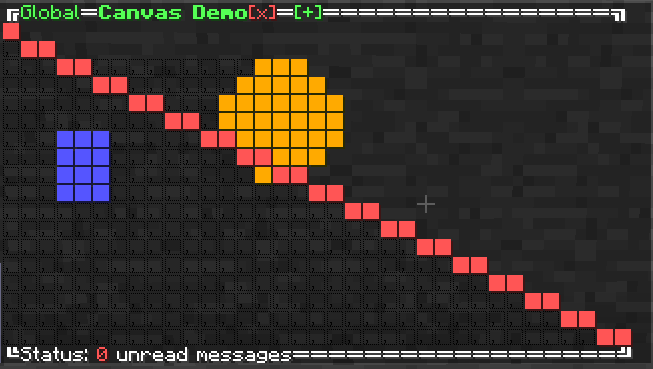 ╔Global═Canvas Demo[x]═[+]════════════════╗
╚Status: 0 unread messages══════════════════╝